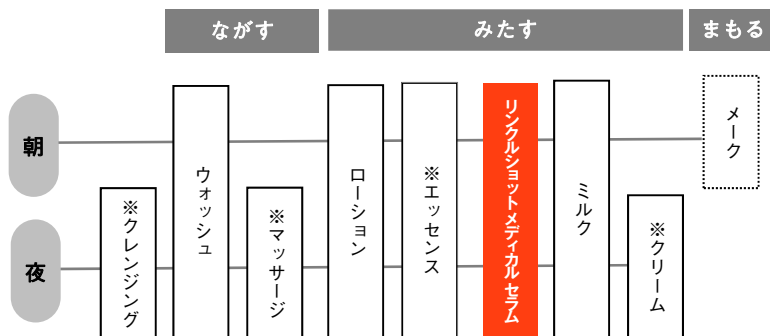 ながす
みたす
まもる
朝
夜
※クレンジング
ウォッシュ
※マッサージ
ローション
※エッセンス
リンクルショットメディカルセラム
ミルク
※クリーム
メーク